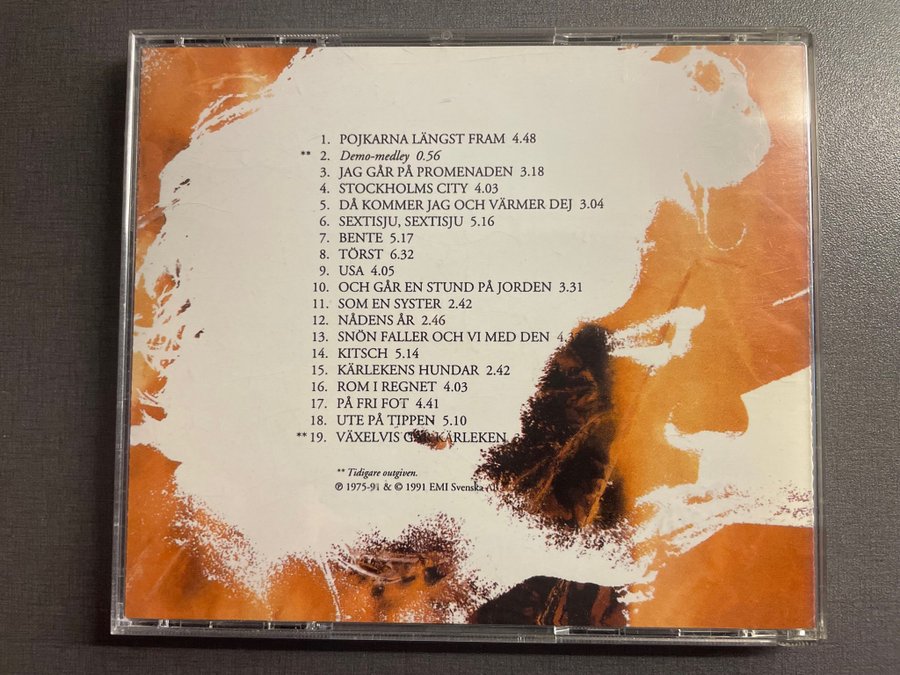 1. POJKARNA LÄNGST FRAM 4.48
** 2. Demo-medley 0.56
3. JAG GÅR PÅ PROMENADEN 3.18
4. STOCKHOLMS CITY 4.03
5. DÅ KOMMER JAG OCH VÄRMER DEJ 3.04
6. SEXTISJU, SEXTISJU 5.16
7. BENTE 5.17
8. TÖRST 6.32
9. USA 4.05
10. OCH GÅR EN STUND PÅ JORDEN 3.31
11. SOM EN SYSTER 2.42
12. NÅDENS ÅR 2.46
13. SNÖN FALLER OCH VI MED DEN
14. KITSCH 5.14
15. KÄRLEKENS HUNDAR 2.42
16. ROM I REGNET 4.03
17. PÅ FRI FOT 4.41
18. UTE PÅ TIPPEN 5.10
** 19. VÄXELVIS KÄRLEKEN
** Tidigare outgiven.
℗ 1975-91 & © 1991 EMI Svenska